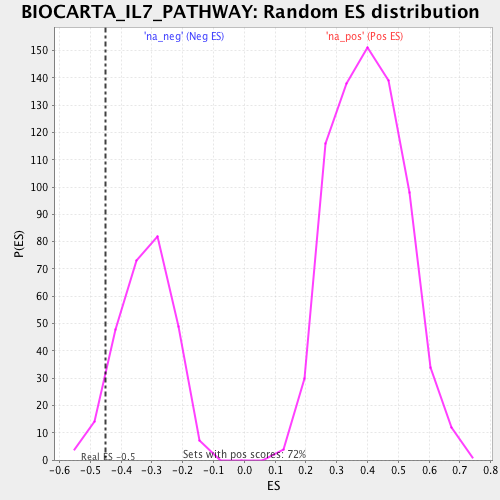 BIOCARTA_IL7_PATHWAY: Random ES distribution
'na_neg' (Neg ES)
'na_pos' (Pos ES)
150
140
130
120
110
100
90
80
70
60
50
40
30
20
10
0
P(ES)
Real ES -0.5
Sets with pos scores: 72%
-0.6 -0.5 -0.4 -0.3 -0.2 -0.1 0.0 0.1 0.2 0.3 0.4 0.5 0.6 0.7 0.8
ES